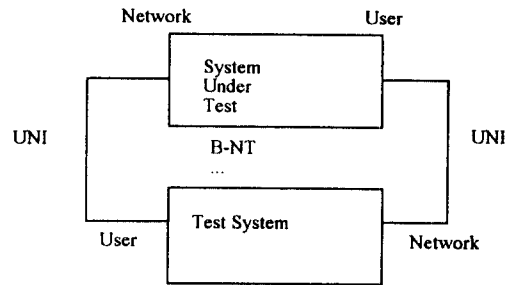 Network
User
System
Under
Test
UNI
UNI
B-NT
...
Test System
User
Network